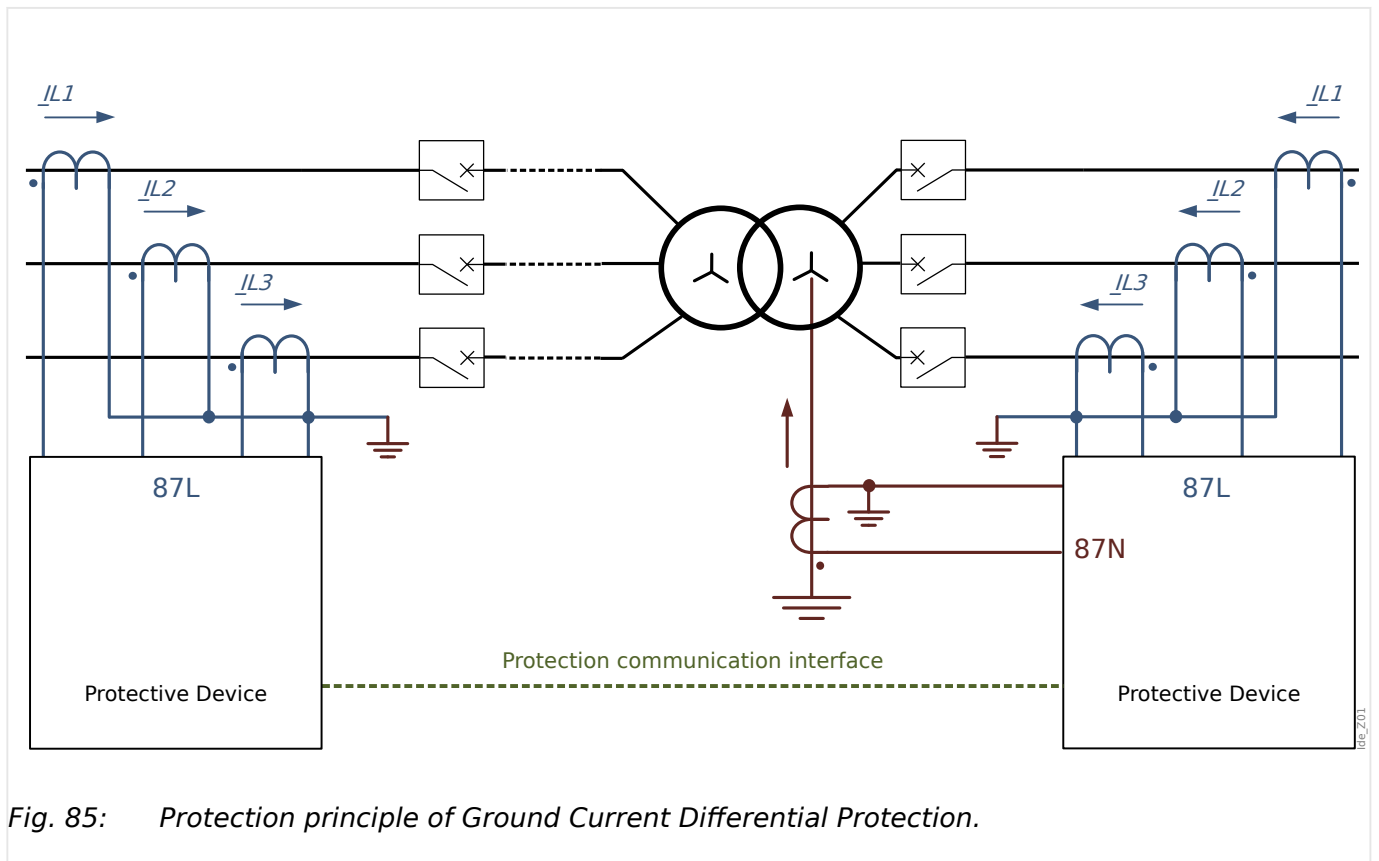 IL1
IL1
IL2
IL2
IL3
IL3
87L
87L
87N
Protection communication interface
Protective Device
Protective Device
lde_Z01
Fig. 85: Protection principle of Ground Current Differential Protection.